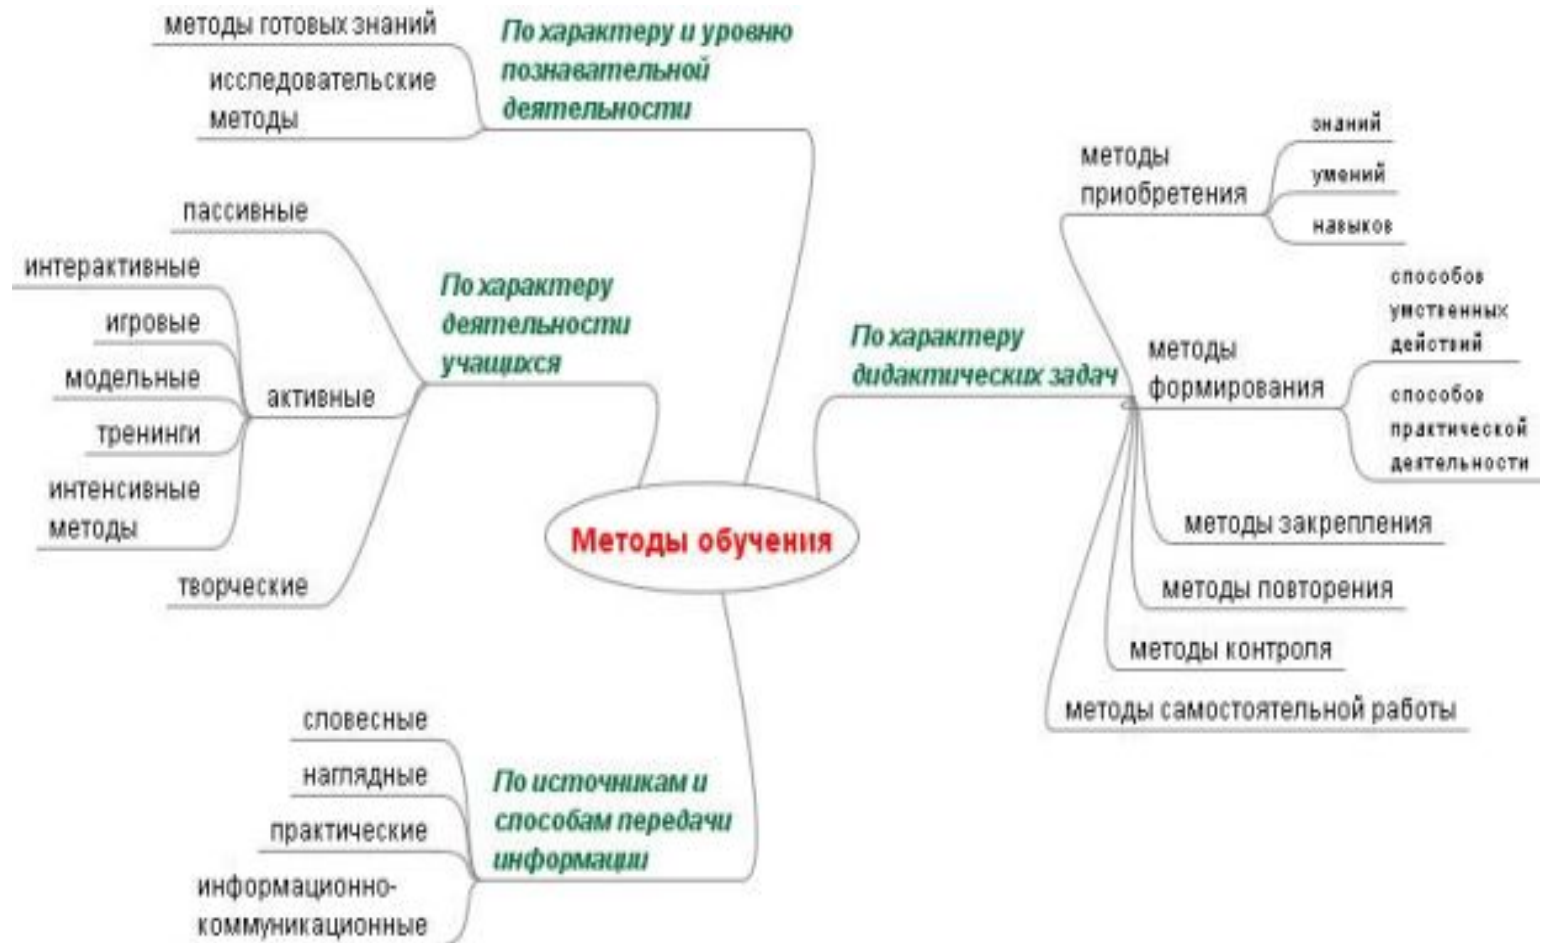 методы готовых знаний
исследовательские
методы
По характеру и уровню
познавательной
деятельности
пассивные
интерактивные
игровые
модельные
тренинги
интенсивные
методы
активные
творческие
По характеру
деятельности
учащихся
Методы обучения
словесные
наглядные
практические
информационно-
коммуникационные
По источникам и
способам передачи
информации
По характеру
дидактических задач
методы
приобретения
знаний
умений
навыков
методы
формирования
способов
умственных
действий
способов
практической
деятельности
методы закрепления
методы повторения
методы контроля
методы самостоятельной работы